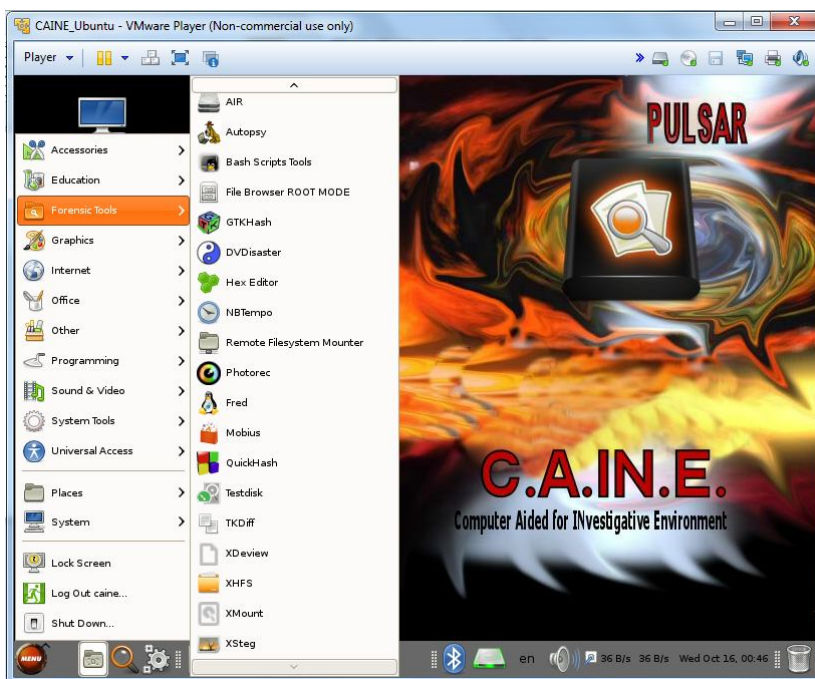 CAINE_Ubuntu - VMware Player (Non-commercial use only)
Player
Accessories
Education
Forensic Tools
Graphics
Internet
Office
Other
Programming
Sound & Video
System Tools
Universal Access
Places
System
Lock Screen
Log Out caine...
Shut Down...
AIR
Autopsy
Bash Scripts Tools
File Browser ROOT MODE
GTKHash
DVDisaster
Hex Editor
NBTempo
Remote Filesystem Mounter
Photorec
Fred
Mobius
QuickHash
Testdisk
TKDiff
XDeview
XHFS
XMount
XSteg
PULSAR
C.A.IN.E.
Computer Aided for INvestigative Environment
MENU
en 36 B/s 36 B/s Wed Oct 16, 00:46